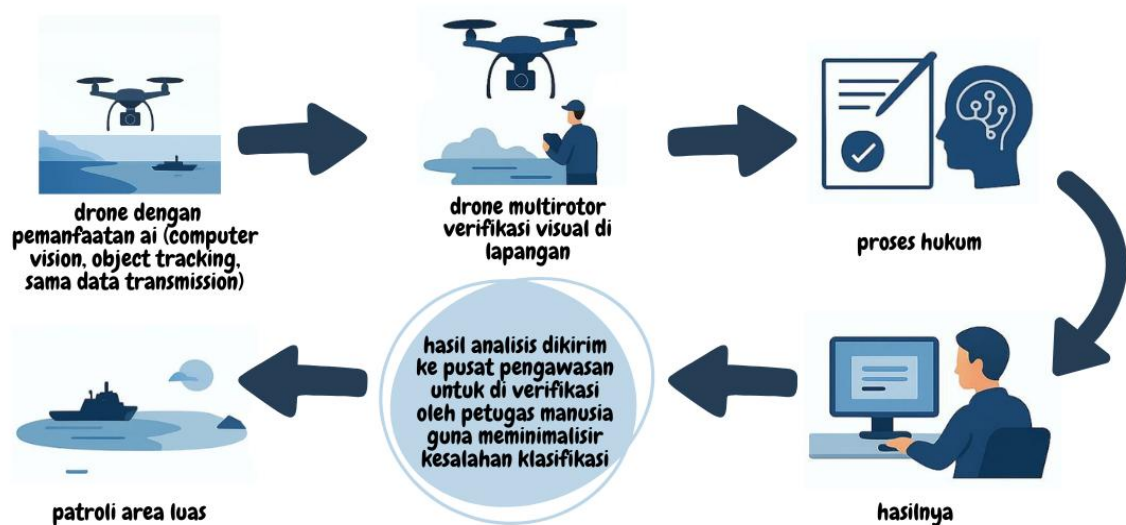 drone dengan
pemanfaatan ai (computer
vision, object tracking,
sama data transmission)
drone multirotor
verifikasi visual di
lapangan
proses hukum
hasilnya
hasil analisis dikirim
ke pusat pengawasan
untuk di verifikasi
oleh petugas manusia
guna meminimalisir
kesalahan klasifikasi
patroli area luas